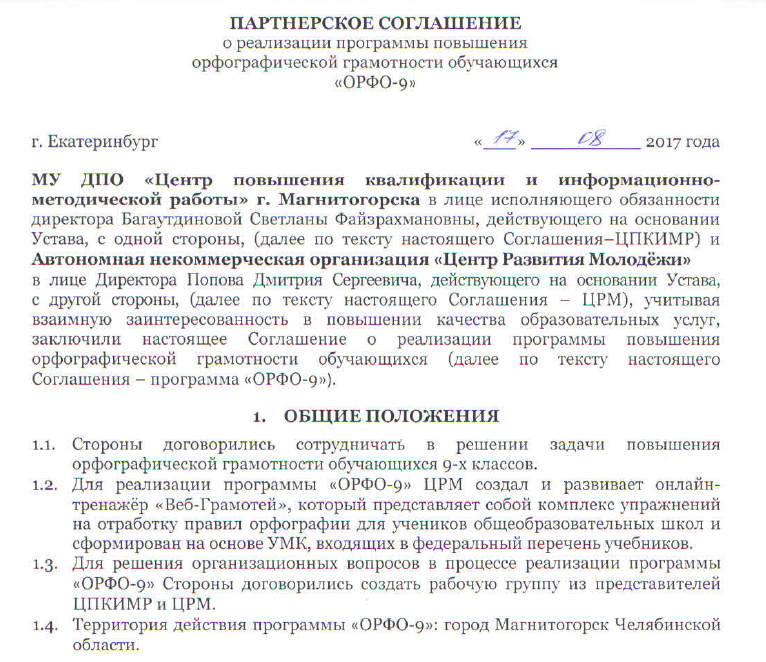 ПАРТНЕРСКОЕ СОГЛАШЕНИЕ
о реализации программы повышения
орфографической грамотности обучающихся
«ОРФО-9»
г. Екатеринбург «17» 08 2017 года
МУ ДПО «Центр повышения квалификации и информационно-
методической работы» г. Магнитогорска в лице исполняющего обязанности
директора Багаутдиновой Светланы Файзрахмановны, действующего на основании
Устава, с одной стороны, (далее по тексту настоящего Соглашения–ЦПКИМР) и
Автономная некоммерческая организация «Центр Развития Молодёжи»
в лице Директора Попова Дмитрия Сергеевича, действующего на основании Устава,
с другой стороны, (далее по тексту настоящего Соглашения – ЦРМ), учитывая
взаимную заинтересованность в повышении качества образовательных услуг,
заключили настоящее Соглашение о реализации программы повышения
орфографической грамотности обучающихся (далее по тексту настоящего
Соглашения – программа «ОРФО-9»).
1. ОБЩИЕ ПОЛОЖЕНИЯ
1.1. Стороны договорились сотрудничать в решении задачи повышения
орфографической грамотности обучающихся 9-х классов.
1.2. Для реализации программы «ОРФО-9» ЦРМ создал и развивает онлайн-
тренажёр «Веб-Грамотей», который представляет собой комплекс упражнений
на отработку правил орфографии для учеников общеобразовательных школ и
сформирован на основе УМК, входящих в федеральный перечень учебников.
1.3. Для решения организационных вопросов в процессе реализации программы
«ОРФО-9» Стороны договорились создать рабочую группу из представителей
ЦПКИМР и ЦРМ.
1.4. Территория действия программы «ОРФО-9»: город Магнитогорск Челябинской
области.